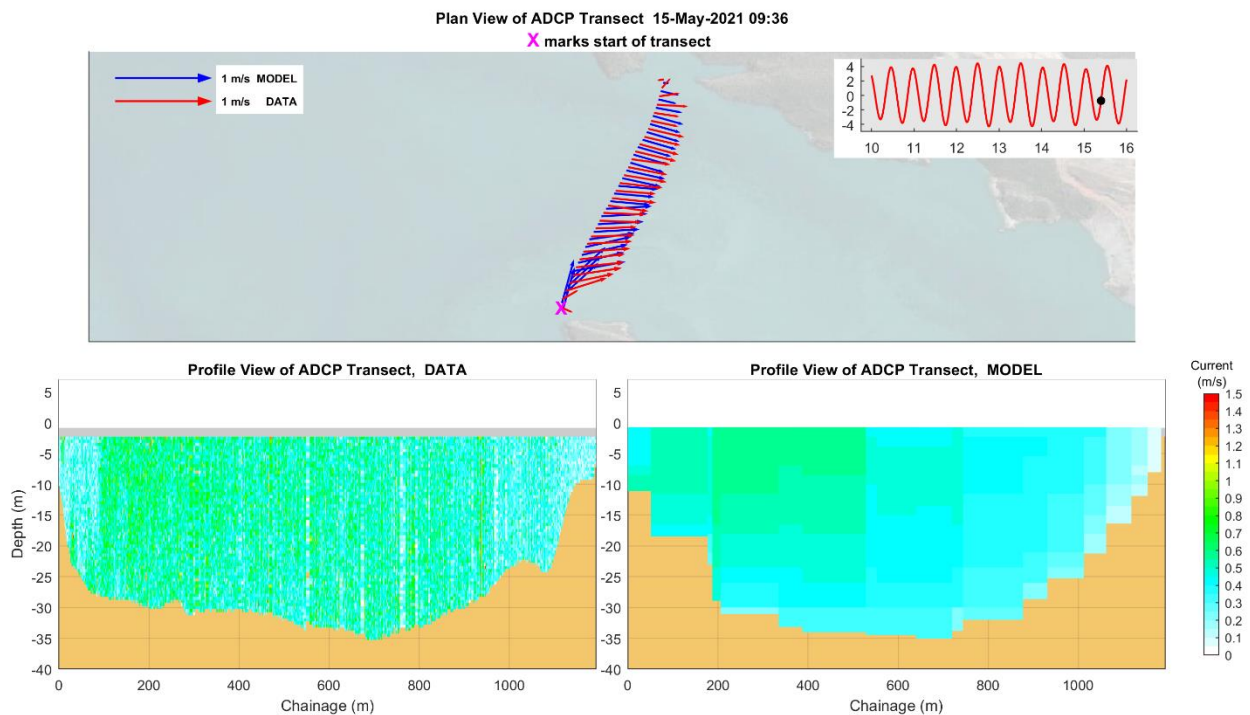 Plan View of ADCP Transect 15-May-2021 09:36
X marks start of transect
1 m/s MODEL
1 m/s DATA
4
2
0
-2
-4
10 11 12 13 14 15 16
X
Profile View of ADCP Transect, DATA
5
0
-5
-10
-15
-20
-25
-30
-35
-40
Depth (m)
0 200 400 600 800 1000
Chainage (m)
Profile View of ADCP Transect, MODEL
5
0
-5
-10
-15
-20
-25
-30
-35
-40
0 200 400 600 800 1000
Chainage (m)
Current
(m/s)
1.5
1.4
1.3
1.2
1.1
1
0.9
0.8
0.7
0.6
0.5
0.4
0.3
0.2
0.1
0